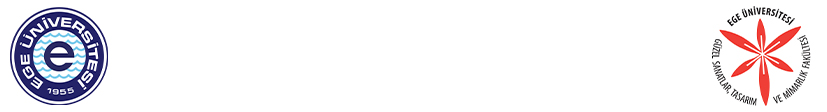 EGE ÜNİVERSİTESİ
e
1955
EGE ÜNİVERSİTESİ
GÜZEL SANATLAR, TASARIM
VE MİMARLIK FAKÜLTESİ